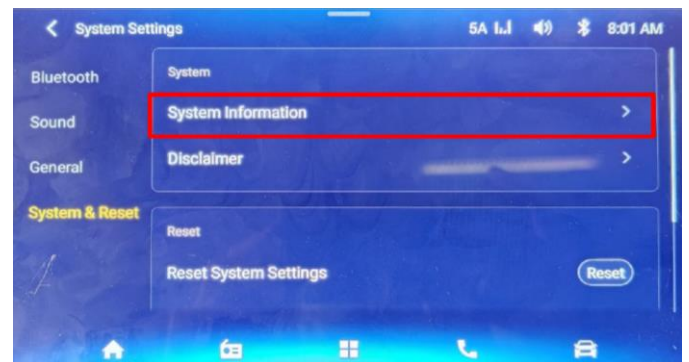 System Settings
5A 8:01 AM
Bluetooth
Sound
General
System & Reset
System
System Information
Disclaimer
Reset
Reset System Settings
Reset